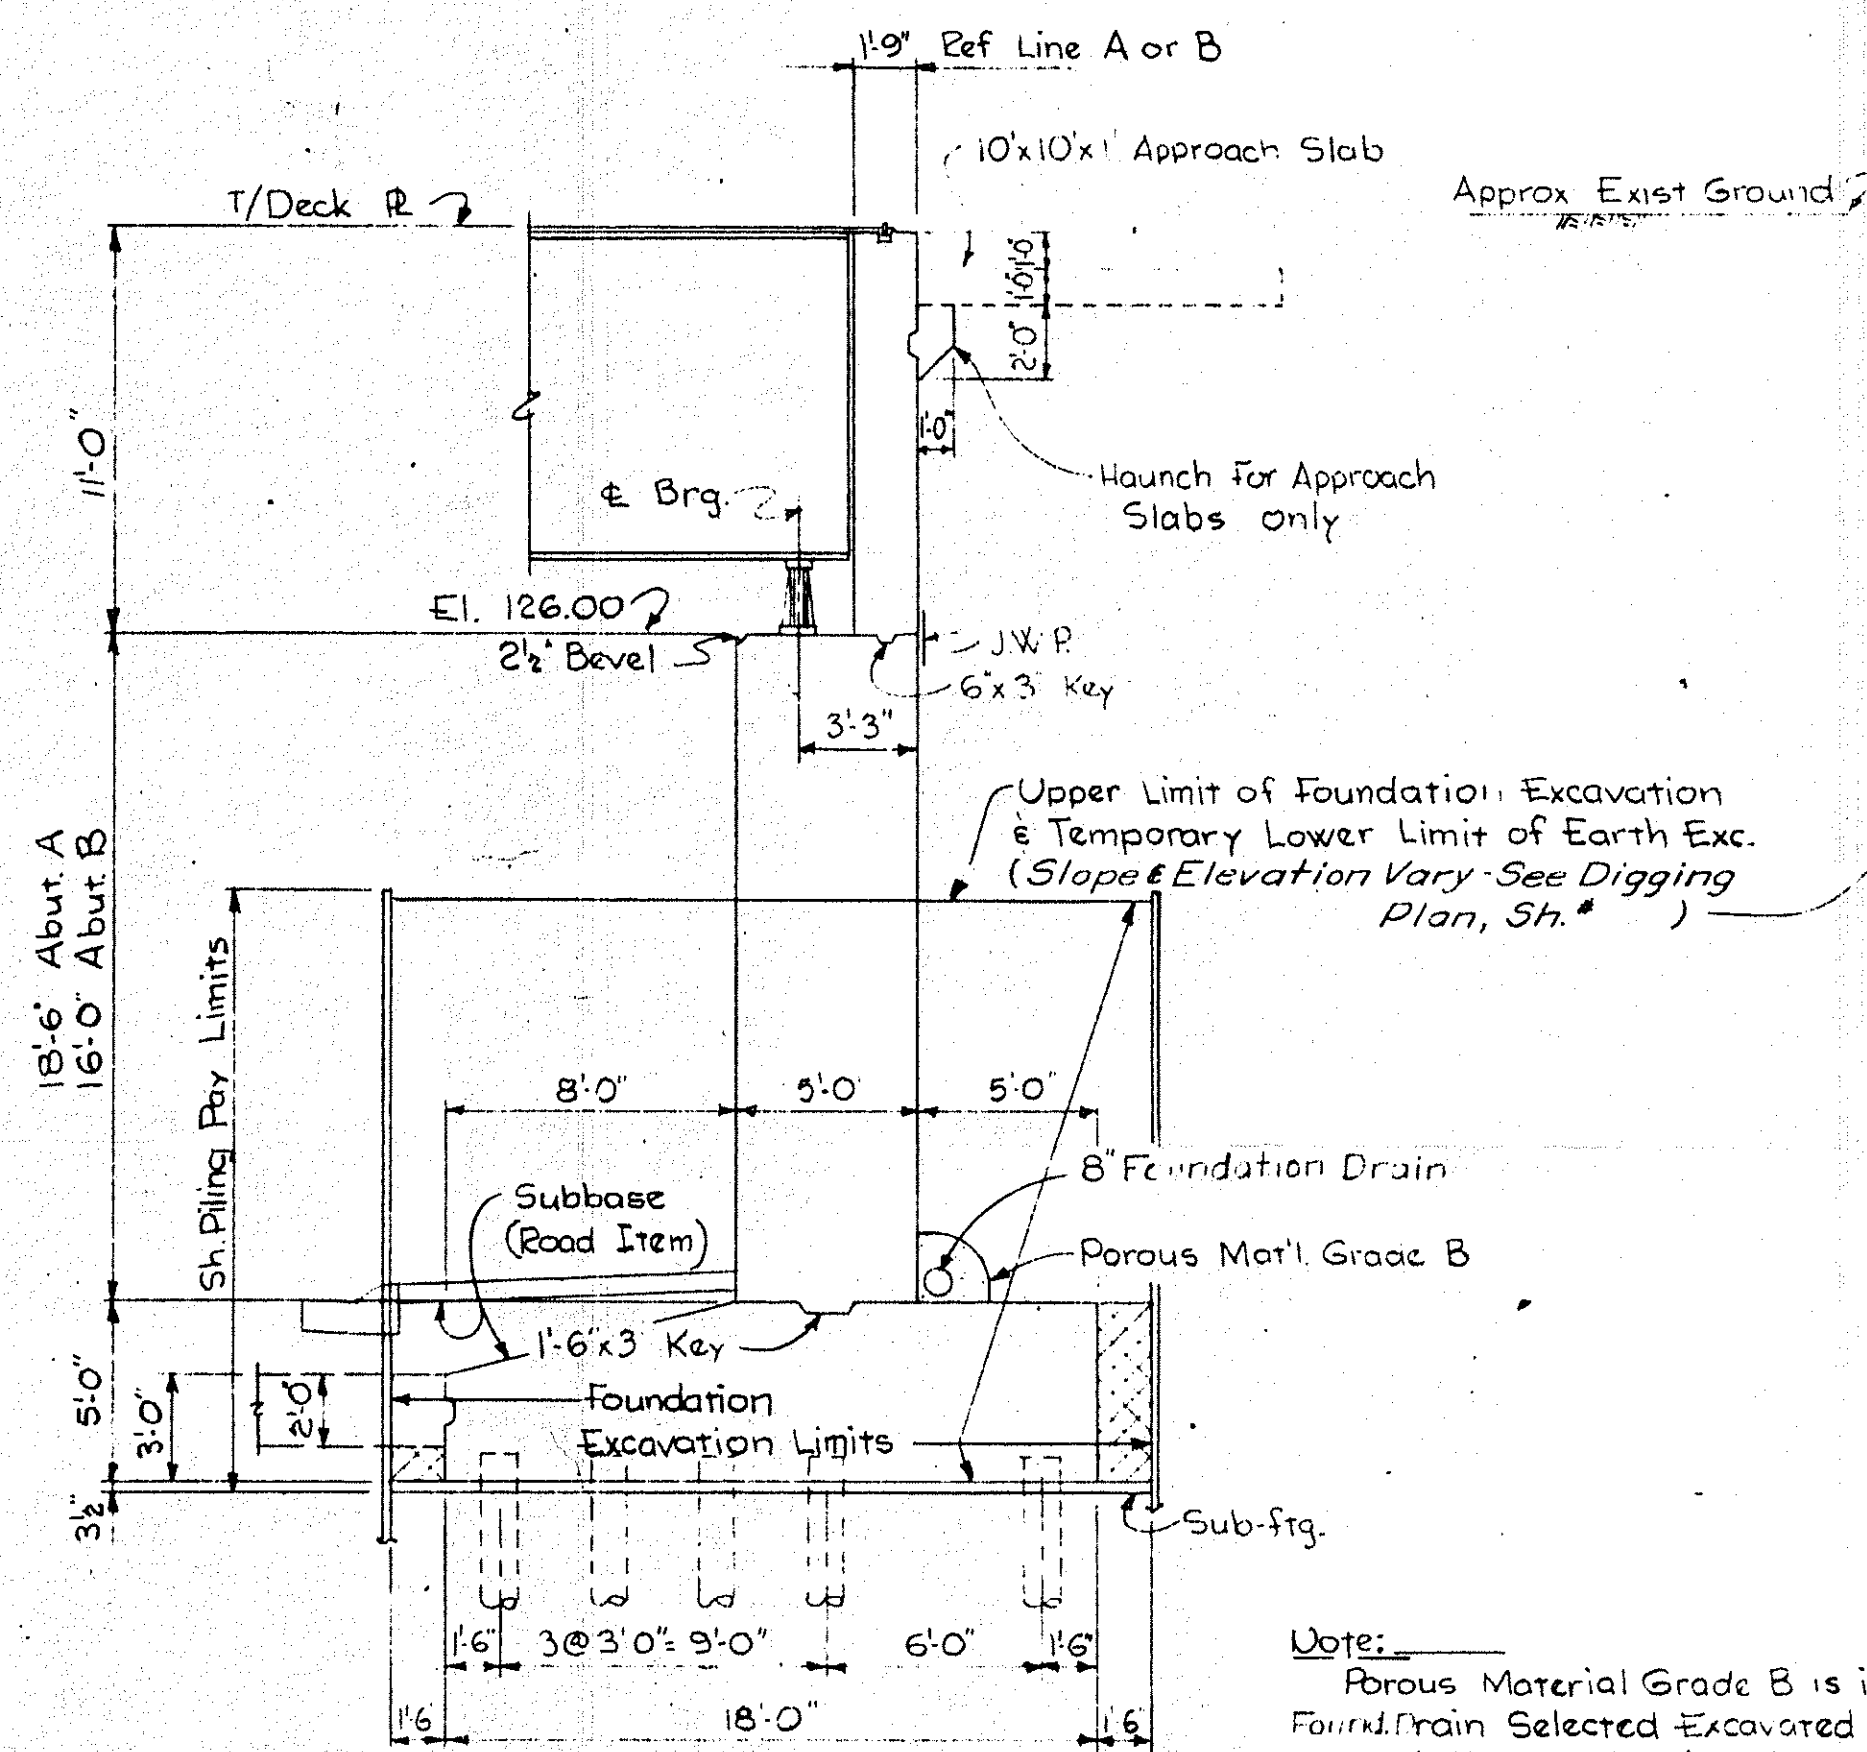 1'-9" Ref Line A or B
10'x10'x1' Approach Slab
Approx Exist Ground
T/Deck ⅊
1'-0"
1'-0"
2'-0"
1'-0"
11'-0"
℄ Brg.
Haunch for Approach
Slabs only
El. 126.00
2½" Bevel
J.W.P.
6"x3" Key
3'-3"
Upper Limit of Foundation Excavation
& Temporary Lower Limit of Earth Exc.
(Slope & Elevation Vary-See Digging
Plan, Sh.# )
18'-6" Abut. A
16'-0" Abut. B
Sh. Piling Pay Limits
8'-0"
5'-0"
5'-0"
8" Foundation Drain
Subbase
(Road Item)
Porous Mat'l. Grade B
1'-6"x3 Key
5'-0"
3'-0"
2'-0"
Foundation
Excavation Limits
3½"
Sub-ftg.
1'-6"
3@3'0"=9'-0"
6'-0"
1'-6"
1'-6
18'-0"
1'6
Note:
Porous Material Grade B is i
Found. Drain Selected Excavated